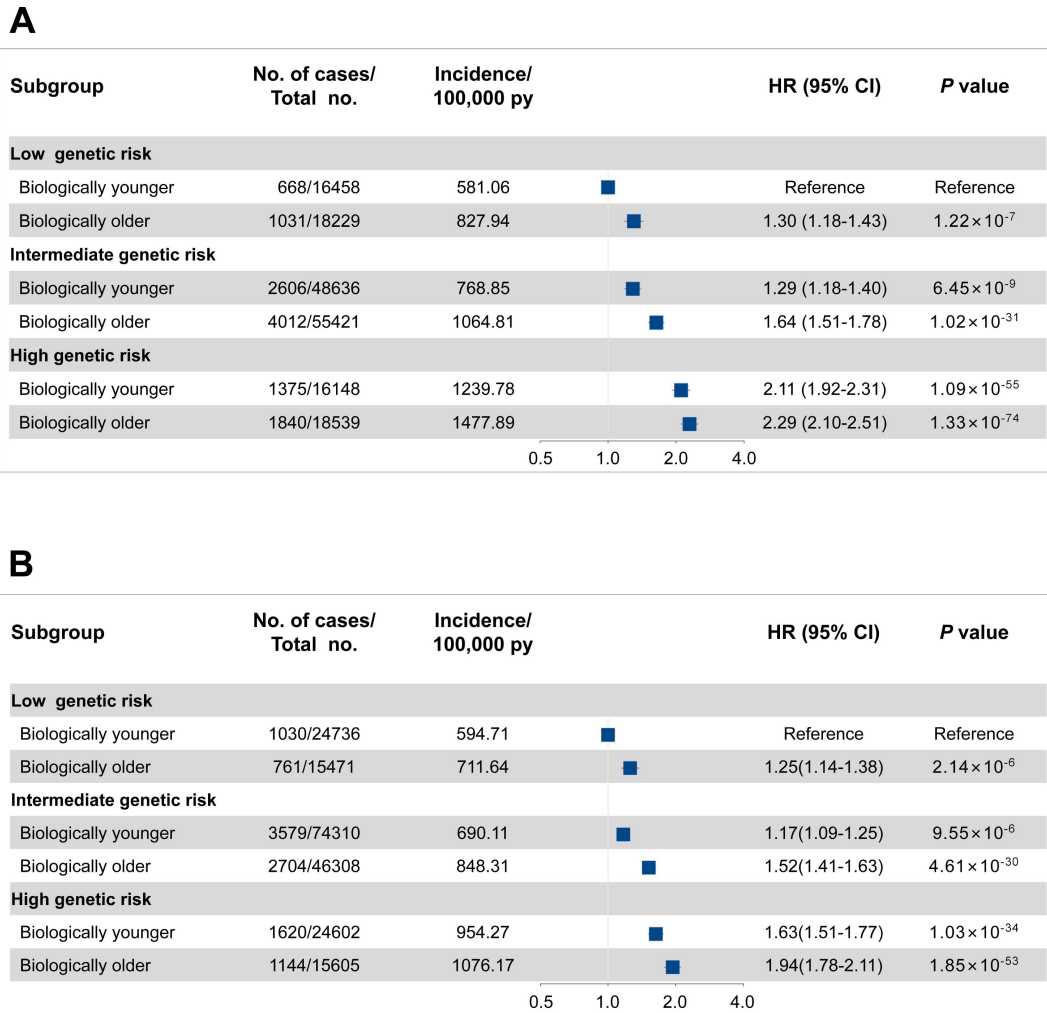 A
Subgroup No. of cases/ Total no. Incidence/ 100,000 py HR (95% CI) P value
Low genetic risk
Biologically younger 668/16458 581.06 Reference Reference
Biologically older 1031/18229 827.94 1.30 (1.18-1.43) 1.22×10⁻⁷
Intermediate genetic risk
Biologically younger 2606/48636 768.85 1.29 (1.18-1.40) 6.45×10⁻⁹
Biologically older 4012/55421 1064.81 1.64 (1.51-1.78) 1.02×10⁻³¹
High genetic risk
Biologically younger 1375/16148 1239.78 2.11 (1.92-2.31) 1.09×10⁻⁵⁵
Biologically older 1840/18539 1477.89 2.29 (2.10-2.51) 1.33×10⁻⁷⁴
0.5 1.0 2.0 4.0
B
Subgroup No. of cases/ Total no. Incidence/ 100,000 py HR (95% CI) P value
Low genetic risk
Biologically younger 1030/24736 594.71 Reference Reference
Biologically older 761/15471 711.64 1.25(1.14-1.38) 2.14×10⁻⁶
Intermediate genetic risk
Biologically younger 3579/74310 690.11 1.17(1.09-1.25) 9.55×10⁻⁶
Biologically older 2704/46308 848.31 1.52(1.41-1.63) 4.61×10⁻³⁰
High genetic risk
Biologically younger 1620/24602 954.27 1.63(1.51-1.77) 1.03×10⁻³⁴
Biologically older 1144/15605 1076.17 1.94(1.78-2.11) 1.85×10⁻⁵³
0.5 1.0 2.0 4.0